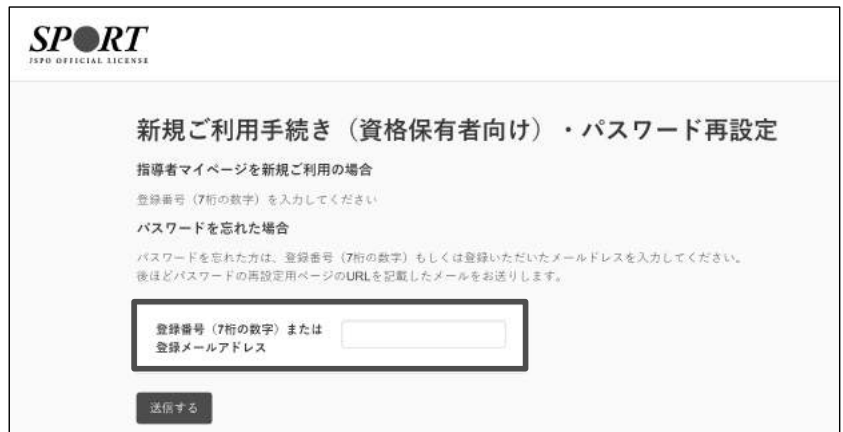 SPORT
JSPO OFFICIAL LICENSE
新規ご利用手続き（資格保有者向け）・パスワード再設定
指導者マイページを新規ご利用の場合
登録番号（7桁の数字）を入力してください
パスワードを忘れた場合
パスワードを忘れた方は、登録番号（7桁の数字）もしくは登録いただいたメールドレスを入力してください。
後ほどパスワードの再設定用ページのURLを記載したメールをお送りします。
登録番号（7桁の数字）または
登録メールアドレス
送信する